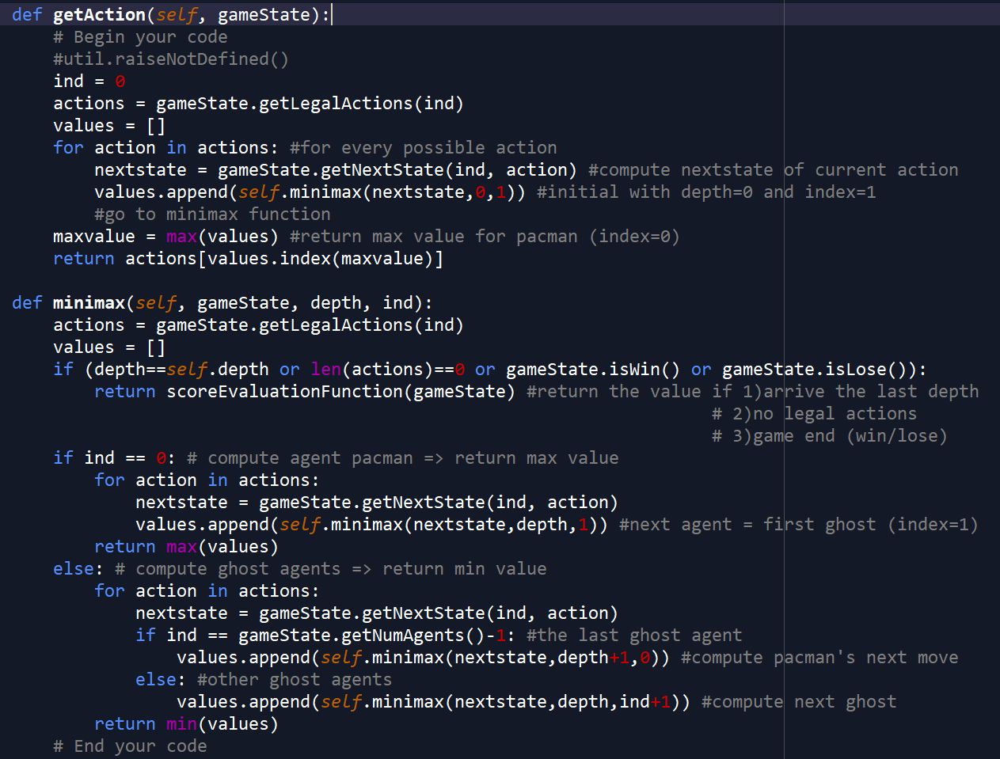 def getAction(self, gameState):
    # Begin your code
    #util.raiseNotDefined()
    ind = 0
    actions = gameState.getLegalActions(ind)
    values = []
    for action in actions: #for every possible action
        nextstate = gameState.getNextState(ind, action) #compute nextstate of current action
        values.append(self.minimax(nextstate,0,1)) #initial with depth=0 and index=1
        #go to minimax function
    maxvalue = max(values) #return max value for pacman (index=0)
    return actions[values.index(maxvalue)]

def minimax(self, gameState, depth, ind):
    actions = gameState.getLegalActions(ind)
    values = []
    if (depth==self.depth or len(actions)==0 or gameState.isWin() or gameState.isLose()):
        return scoreEvaluationFunction(gameState) #return the value if 1)arrive the last depth
                                                                    # 2)no legal actions
                                                                    # 3)game end (win/lose)
    if ind == 0: # compute agent pacman => return max value
        for action in actions:
            nextstate = gameState.getNextState(ind, action)
            values.append(self.minimax(nextstate,depth,1)) #next agent = first ghost (index=1)
        return max(values)
    else: # compute ghost agents => return min value
        for action in actions:
            nextstate = gameState.getNextState(ind, action)
            if ind == gameState.getNumAgents()-1: #the last ghost agent
                values.append(self.minimax(nextstate,depth+1,0)) #compute pacman's next move
            else: #other ghost agents
                values.append(self.minimax(nextstate,depth,ind+1)) #compute next ghost
        return min(values)
    # End your code